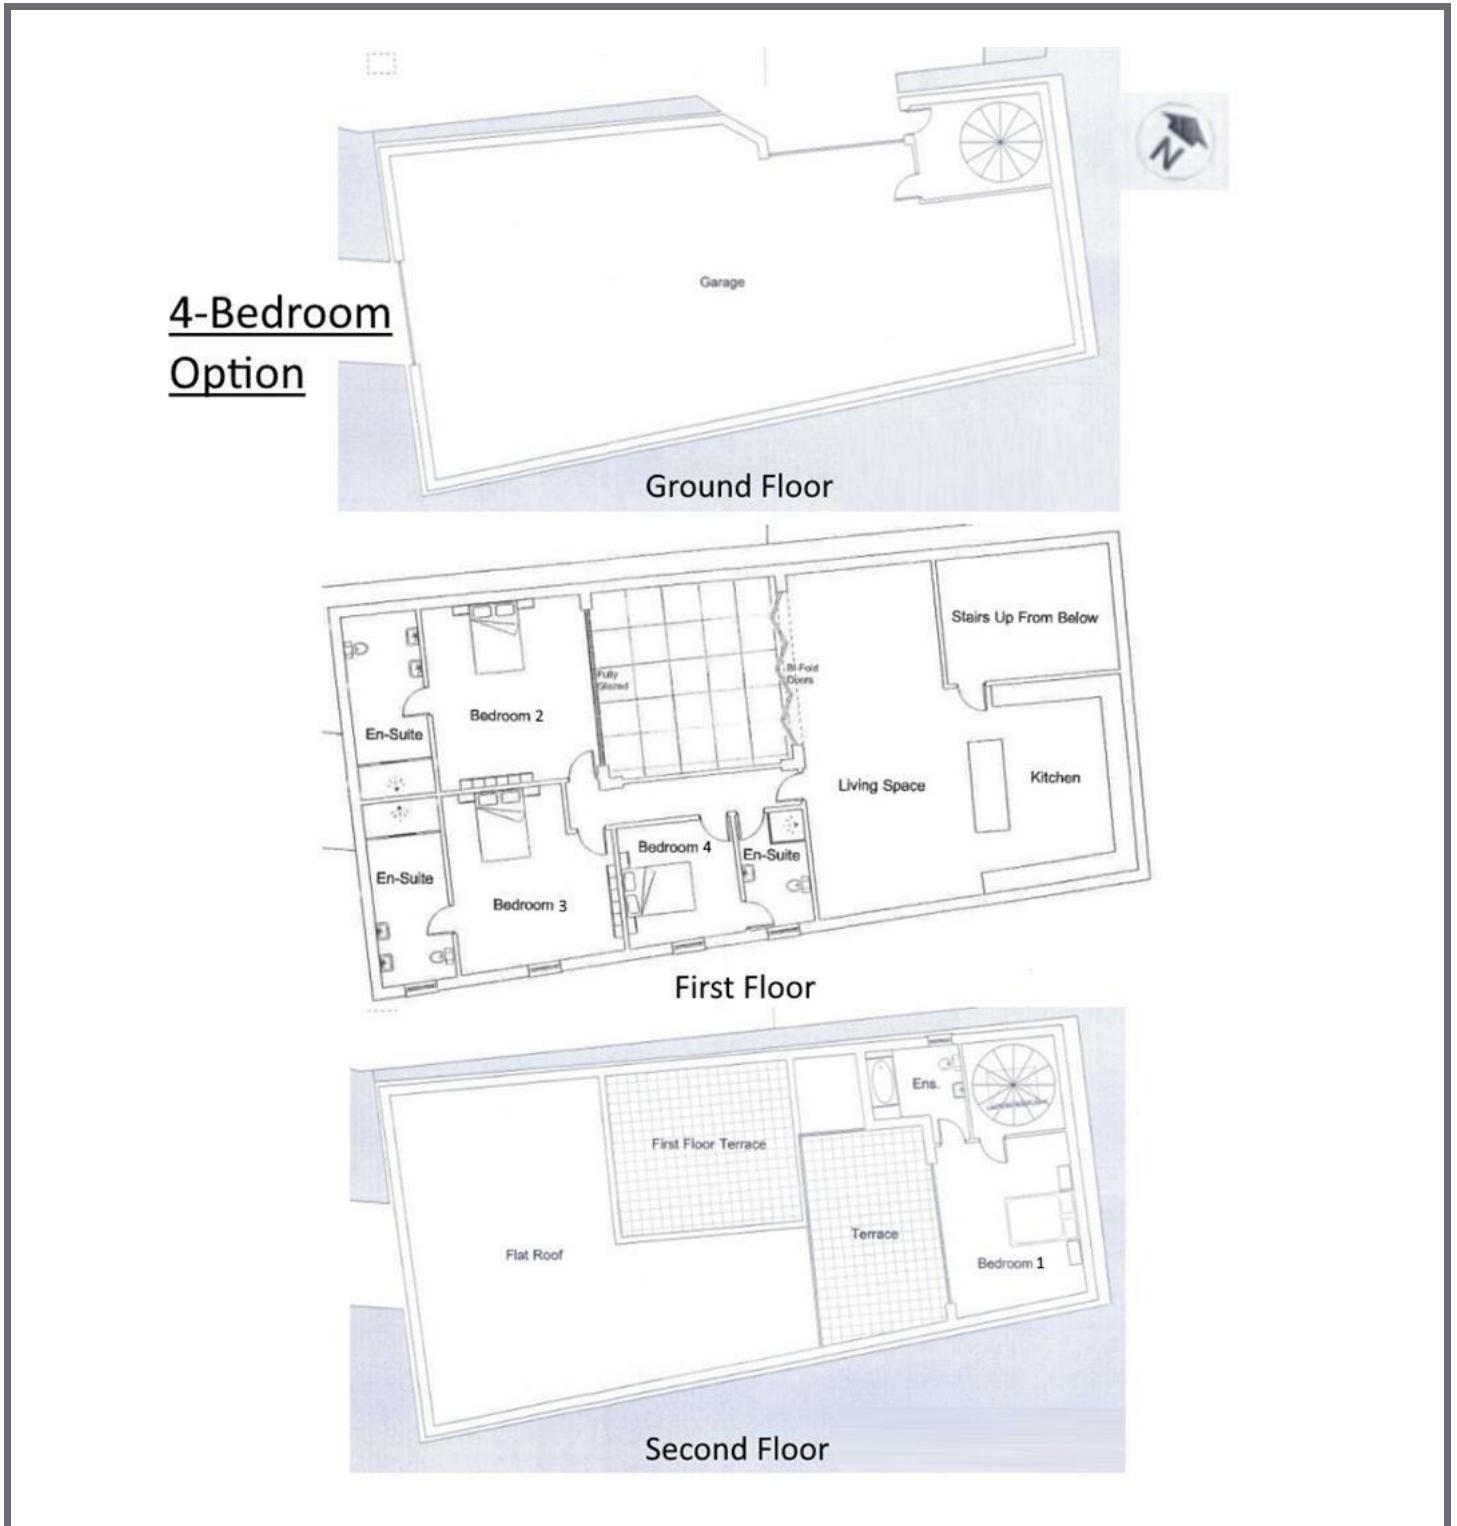 N
Garage
4-Bedroom
Option
Ground Floor
Stairs Up From Below
Fully
Glazed
Bi-Fold
Doors
Bedroom 2
En-Suite
Living Space
Kitchen
Bedroom 4
En-Suite
En-Suite
Bedroom 3
First Floor
Ens.
First Floor Terrace
Terrace
Flat Roof
Bedroom 1
Second Floor